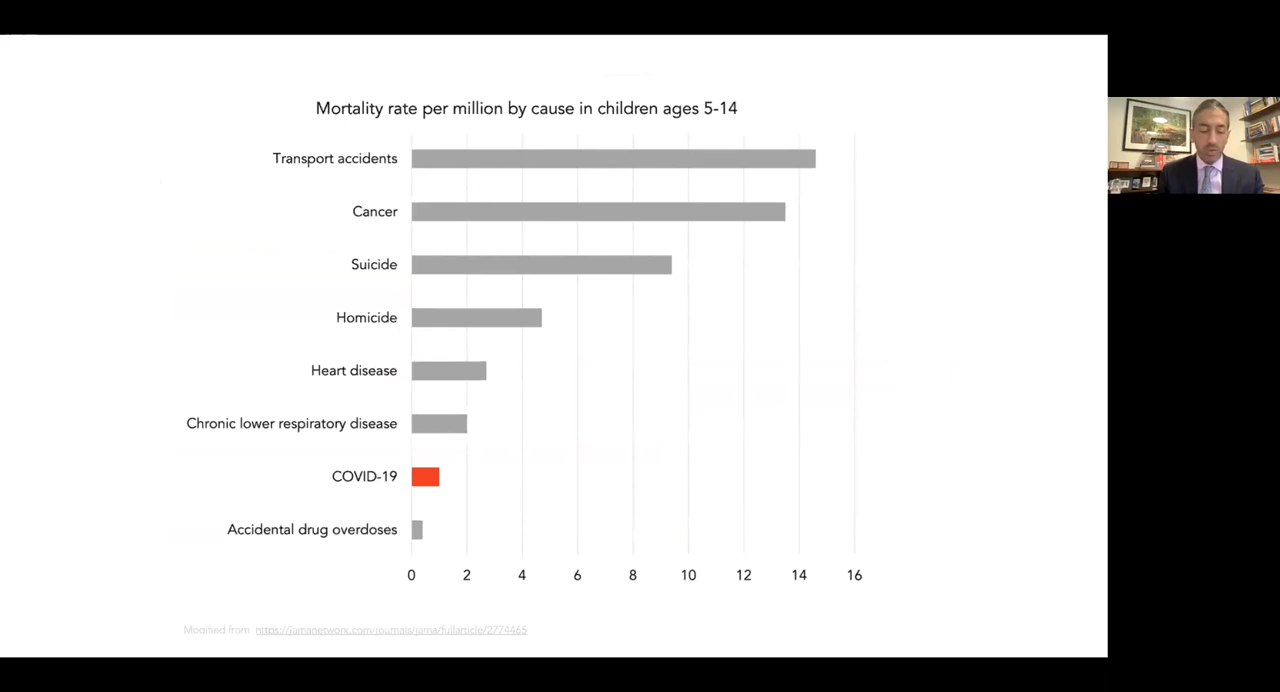 Mortality rate per million by cause in children ages 5-14
Transport accidents
Cancer
Suicide
Homicide
Heart disease
Chronic lower respiratory disease
COVID-19
Accidental drug overdoses
0 2 4 6 8 10 12 14 16
Modified from https://jamanetwork.com/journals/jama/fullarticle/2774465